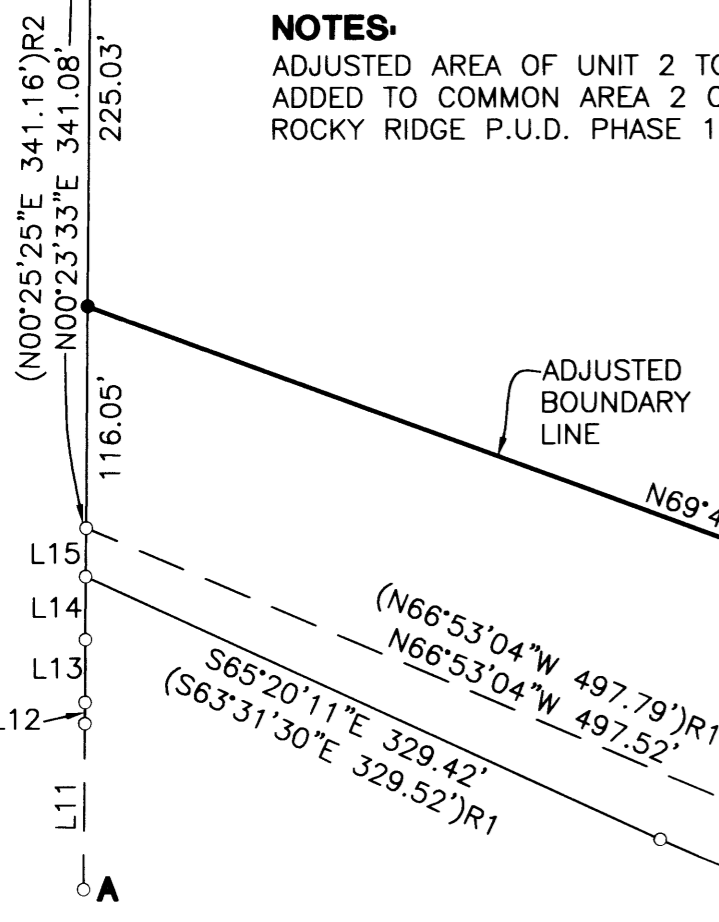 NOTES:
ADJUSTED AREA OF UNIT 2
ADDED TO COMMON AREA 2
ROCKY RIDGE P.U.D. PHASE 1
(N00°25'25"E 341.16')R2
N00°23'33"E 341.08'
225.03'
116.05'
ADJUSTED
BOUNDARY
LINE
N69°4
L15
L14
L13
L12
L11
(N66°53'04"W 497.79')R1
N66°53'04"W 497.52'
S65°20'11"E 329.42'
(S63°31'30"E 329.52')R1
A